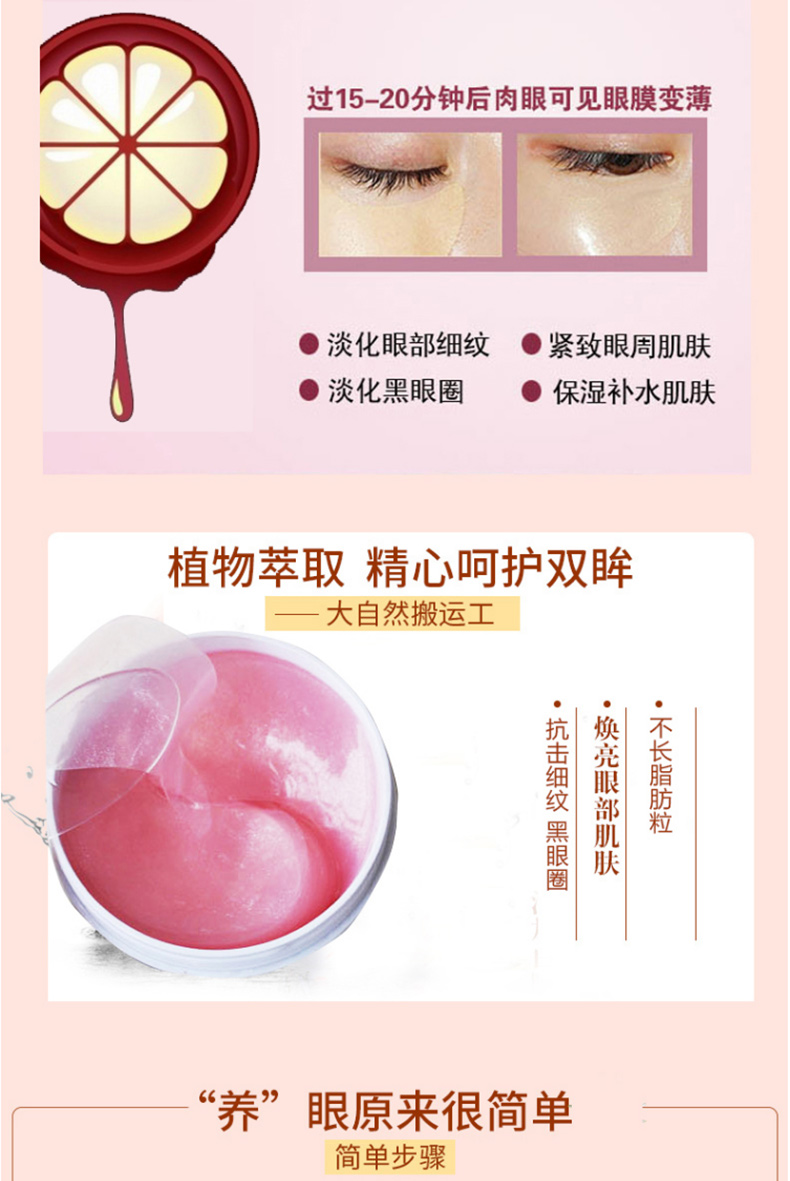 过15-20分钟后肉眼可见眼膜变薄
淡化眼部细纹
紧致眼周肌肤
淡化黑眼圈
保湿补水肌肤
植物萃取 精心呵护双眸
—— 大自然搬运工
不长脂肪粒
焕亮眼部肌肤
抗击细纹 黑眼圈
“养”眼原来很简单
简单步骤